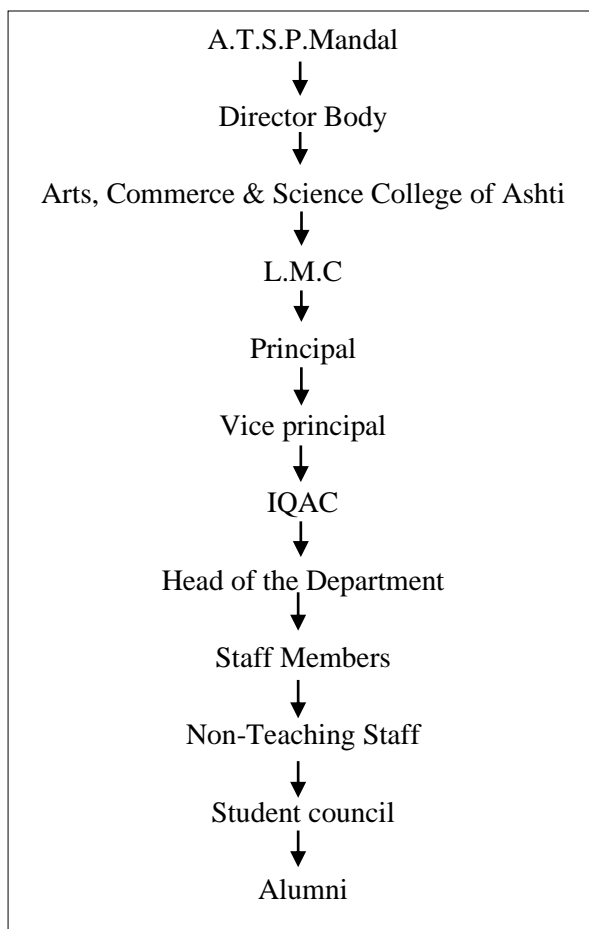 A.T.S.P.Mandal
Director Body
Arts, Commerce & Science College of Ashti
L.M.C
Principal
Vice principal
IQAC
Head of the Department
Staff Members
Non-Teaching Staff
Student council
Alumni